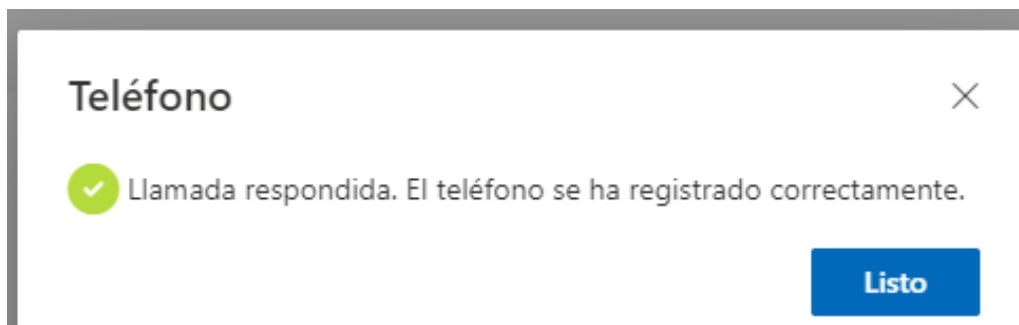 Teléfono
Llamada respondida. El teléfono se ha registrado correctamente.
Listo